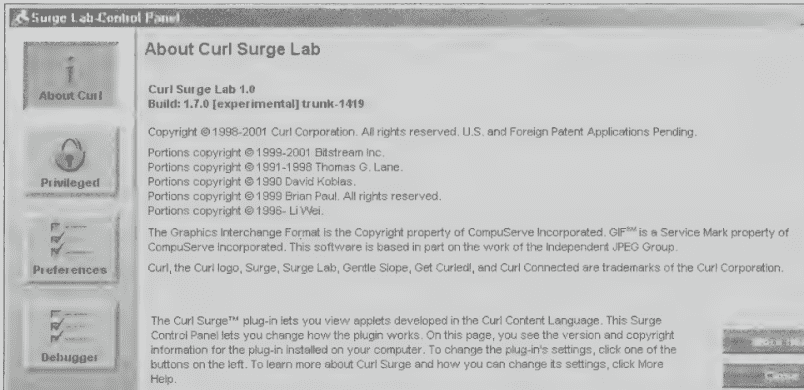 Surge Lab Control Panel
About Curl
Privileged
Preferences
Debugger
About Curl Surge Lab
Curl Surge Lab 1.0
Build: 1.7.0 [experimental] trunk-1419
Copyright © 1998-2001 Curl Corporation. All rights reserved. U.S. and Foreign Patent Applications Pending.
Portions copyright © 1999-2001 Bitstream Inc.
Portions copyright © 1991-1998 Thomas G. Lane.
Portions copyright © 1990 David Koblas.
Portions copyright © 1999 Brian Paul. All rights reserved.
Portions copyright © 1996- Li Wei.
The Graphics Interchange Format is the Copyright property of CompuServe Incorporated. GIF℠ is a Service Mark property of
CompuServe Incorporated. This software is based in part on the work of the Independent JPEG Group.
Curl, the Curl logo, Surge, Surge Lab, Gentle Slope, Get Curled!, and Curl Connected are trademarks of the Curl Corporation.
The Curl Surge™ plug-in lets you view applets developed in the Curl Content Language. This Surge
Control Panel lets you change how the plugin works. On this page, you see the version and copyright
information for the plug-in installed on your computer. To change the plug-in's settings, click one of the
buttons on the left. To learn more about Curl Surge and how you can change its settings, click More
Help.